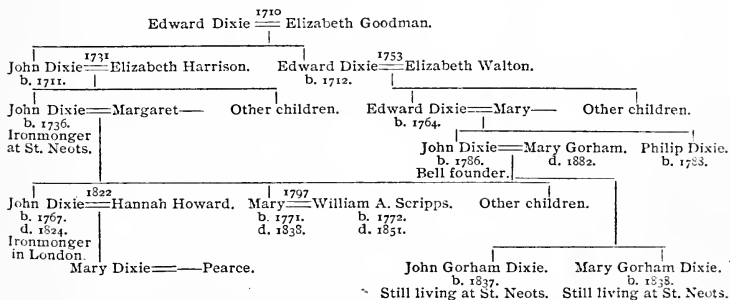 1710
Edward Dixie Elizabeth Goodman.
1731 1753
John Dixie Elizabeth Harrison. Edward Dixie Elizabeth Walton.
b. 1711. b. 1712.
John Dixie Margaret— Other children. Edward Dixie Mary— Other children.
b. 1736. b. 1764.
Ironmonger
at St. Neots. John Dixie Mary Gorham. Philip Dixie.
b. 1786. d. 1882. b. 1788.
Bell founder.
1822 1797
John Dixie Hannah Howard. Mary William A. Scripps. Other children.
b. 1767. b. 1771. b. 1772.
d. 1824. d. 1838. d. 1851.
Ironmonger
in London.
Mary Dixie —Pearce. John Gorham Dixie. Mary Gorham Dixie.
b. 1837. b. 1838.
Still living at St. Neots. Still living at St. Neots.